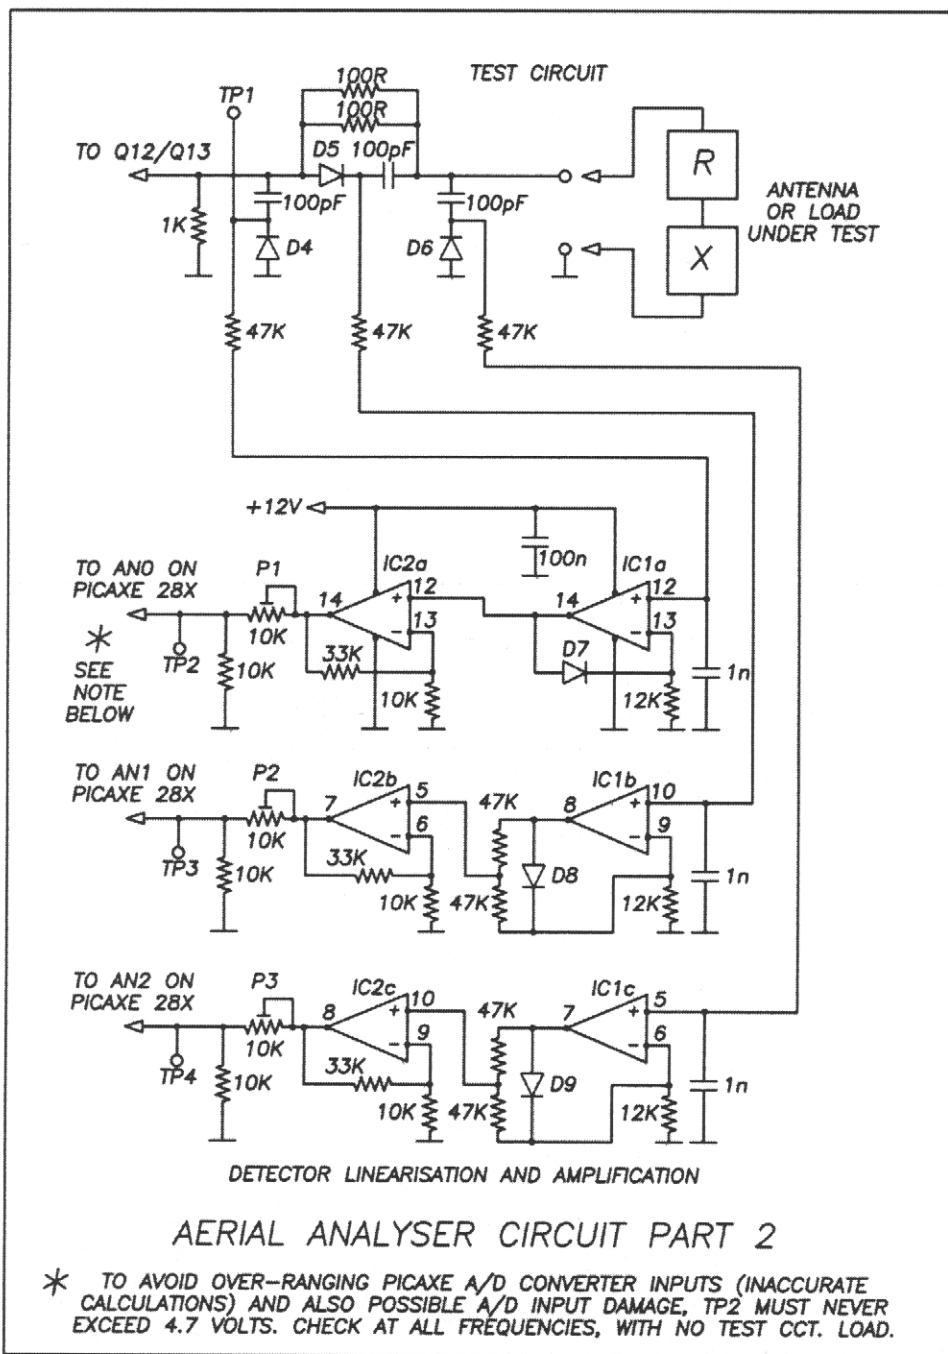 TEST CIRCUIT
100R
TP1
100R
TO Q12/Q13
D5
100pF
R
100pF
100pF
ANTENNA
OR LOAD
UNDER TEST
1K
D4
D6
X
47K
47K
47K
+12V
100n
TO AN0 ON
PICAXE 28X
P1
IC2a
IC1a
14
+
12
14
+
12
-
13
-
13
10K
TP2
10K
33K
10K
D7
12K
1n
*
SEE
NOTE
BELOW
TO AN1 ON
PICAXE 28X
P2
IC2b
IC1b
7
+
5
47K
8
+
10
-
6
-
9
10K
TP3
10K
33K
10K
47K
D8
12K
1n
TO AN2 ON
PICAXE 28X
P3
IC2c
IC1c
8
+
10
47K
7
+
5
-
9
-
6
10K
TP4
10K
33K
10K
47K
D9
12K
1n
DETECTOR LINEARISATION AND AMPLIFICATION
AERIAL ANALYSER CIRCUIT PART 2
* TO AVOID OVER-RANGING PICAXE A/D CONVERTER INPUTS (INACCURATE
CALCULATIONS) AND ALSO POSSIBLE A/D INPUT DAMAGE, TP2 MUST NEVER
EXCEED 4.7 VOLTS. CHECK AT ALL FREQUENCIES, WITH NO TEST CCT. LOAD.